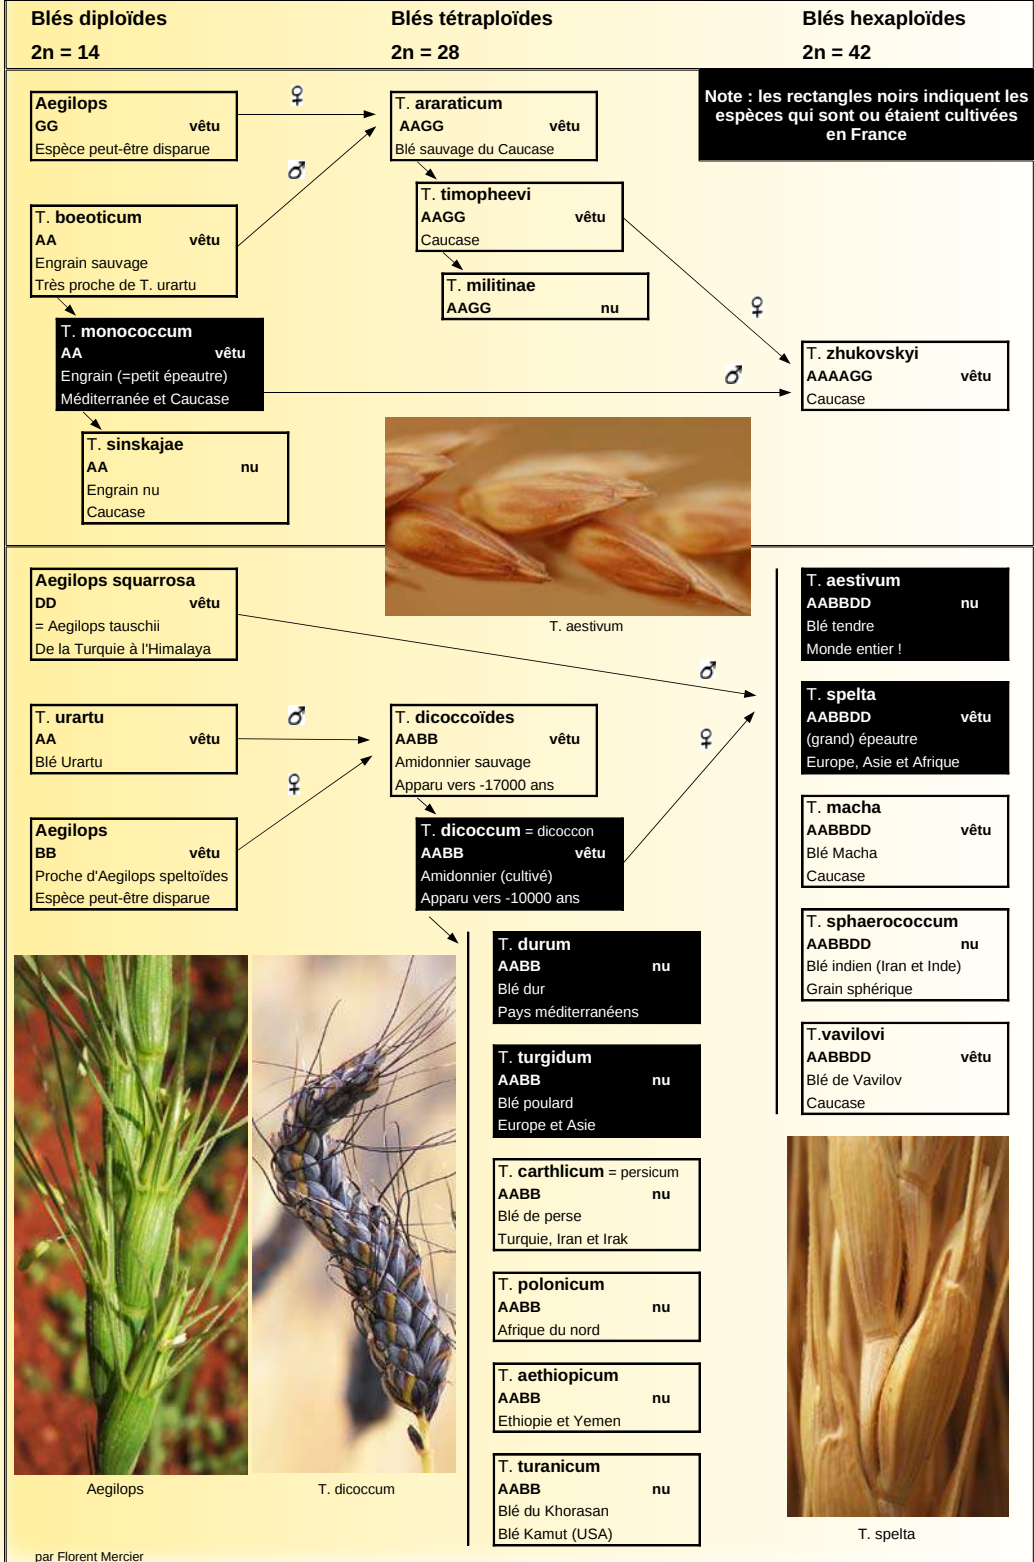 Blés diploïdes
2n = 14
Blés tétraploïdes
2n = 28
Blés hexaploïdes
2n = 42
Note : les rectangles noirs indiquent les
espèces qui sont ou étaient cultivées
en France
Aegilops
GG vêtu
Espèce peut-être disparue
♀
♂
T. araraticum
AAGG vêtu
Blé sauvage du Caucase
T. boeoticum
AA vêtu
Engrain sauvage
Très proche de T. urartu
T. timopheevi
AAGG vêtu
Caucase
T. militinae
AAGG nu
♀
T. monococcum
AA vêtu
Engrain (=petit épeautre)
Méditerranée et Caucase
♂
T. zhukovskyi
AAAAGG vêtu
Caucase
T. sinskajae
AA nu
Engrain nu
Caucase
T. aestivum
Aegilops squarrosa
DD vêtu
= Aegilops tauschii
De la Turquie à l'Himalaya
♂
♀
T. urartu
AA vêtu
Blé Urartu
♂
♀
Aegilops
BB vêtu
Proche d'Aegilops speltoïdes
Espèce peut-être disparue
T. dicoccoïdes
AABB vêtu
Amidonnier sauvage
Apparu vers -17000 ans
T. dicoccum = dicoccon
AABB vêtu
Amidonnier (cultivé)
Apparu vers -10000 ans
T. durum
AABB nu
Blé dur
Pays méditerranéens
T. turgidum
AABB nu
Blé poulard
Europe et Asie
T. carthlicum = persicum
AABB nu
Blé de perse
Turquie, Iran et Irak
T. polonicum
AABB nu
Afrique du nord
T. aethiopicum
AABB nu
Ethiopie et Yemen
T. turanicum
AABB nu
Blé du Khorasan
Blé Kamut (USA)
T. aestivum
AABBDD nu
Blé tendre
Monde entier !
T. spelta
AABBDD vêtu
(grand) épeautre
Europe, Asie et Afrique
T. macha
AABBDD vêtu
Blé Macha
Caucase
T. sphaerococcum
AABBDD nu
Blé indien (Iran et Inde)
Grain sphérique
T.vavilovi
AABBDD vêtu
Blé de Vavilov
Caucase
Aegilops
T. dicoccum
T. spelta
par Florent Mercier